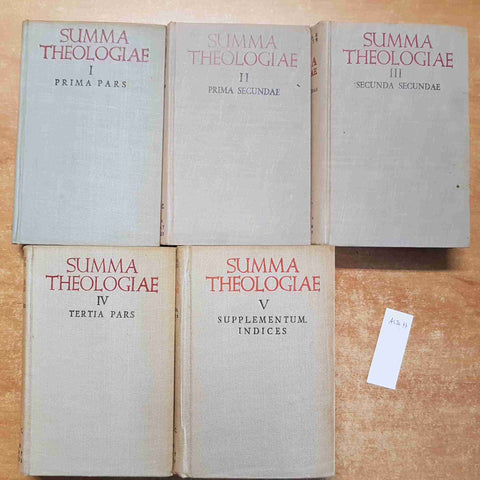 SUMMA
THEOLOGIAE
I
PRIMA PARS
SUMMA
THEOLOGIAE
II
PRIMA SECUNDAE
SUMMA
THEOLOGIAE
III
SECUNDA SECUNDAE
SUMMA
THEOLOGIAE
IV
TERTIA PARS
SUMMA
THEOLOGIAE
V
SUPPLEMENTUM.
INDICES